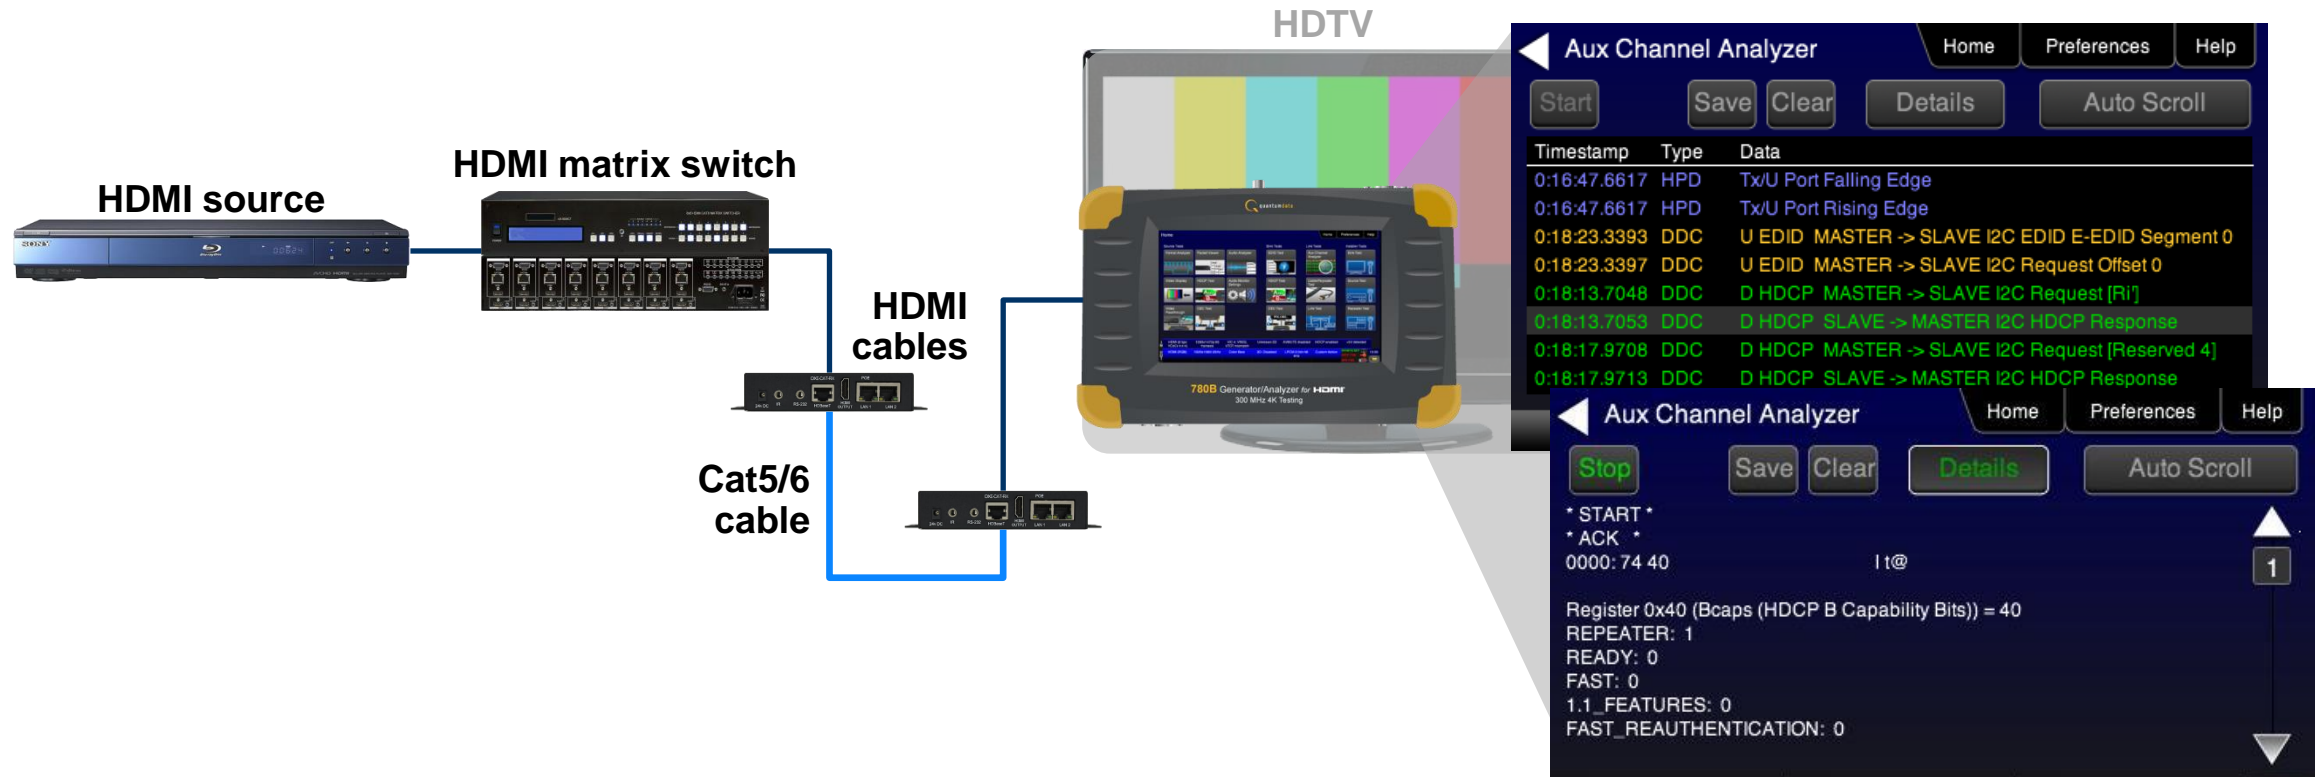 HDTV
HDMI source
HDMI matrix switch
HDMI
cables
Cat5/6
cable
SONY
quantumdata
Home
780B Generator/Analyzer for HDMI
300 MHz 4K Testing
Aux Channel Analyzer
Home
Preferences
Help
Start
Save
Clear
Details
Auto Scroll
Timestamp Type Data
0:16:47.6617 HPD Tx/U Port Falling Edge
0:16:47.6617 HPD Tx/U Port Rising Edge
0:18:23.3393 DDC U EDID MASTER -> SLAVE I2C EDID E-EDID Segment 0
0:18:23.3397 DDC U EDID MASTER -> SLAVE I2C Request Offset 0
0:18:13.7048 DDC D HDCP MASTER -> SLAVE I2C Request [Ri']
0:18:13.7053 DDC D HDCP SLAVE -> MASTER I2C HDCP Response
0:18:17.9708 DDC D HDCP MASTER -> SLAVE I2C Request [Reserved 4]
0:18:17.9713 DDC D HDCP SLAVE -> MASTER I2C HDCP Response
Aux Channel Analyzer
Home
Preferences
Help
Stop
Save
Clear
Details
Auto Scroll
* START *
* ACK *
0000: 74 40 | t@
1
Register 0x40 (Bcaps (HDCP B Capability Bits)) = 40
REPEATER: 1
READY: 0
FAST: 0
1.1_FEATURES: 0
FAST_REAUTHENTICATION: 0